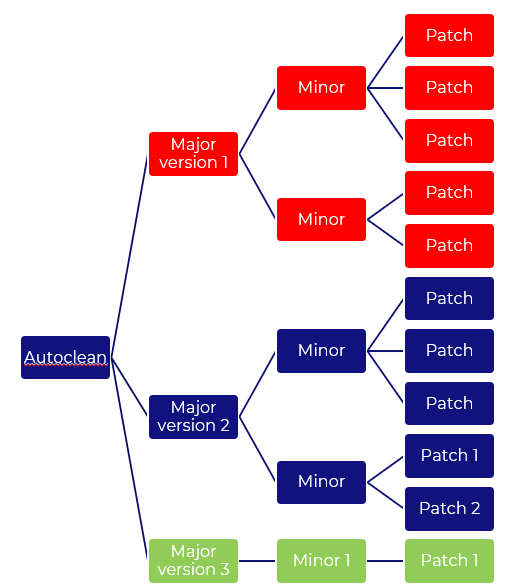 Patch
Minor
Patch
Patch
Major
version 1
Patch
Minor
Patch
Patch
Autoclean
Minor
Patch
Patch
Major
version 2
Patch 1
Minor
Patch 2
Major
version 3
Minor 1
Patch 1